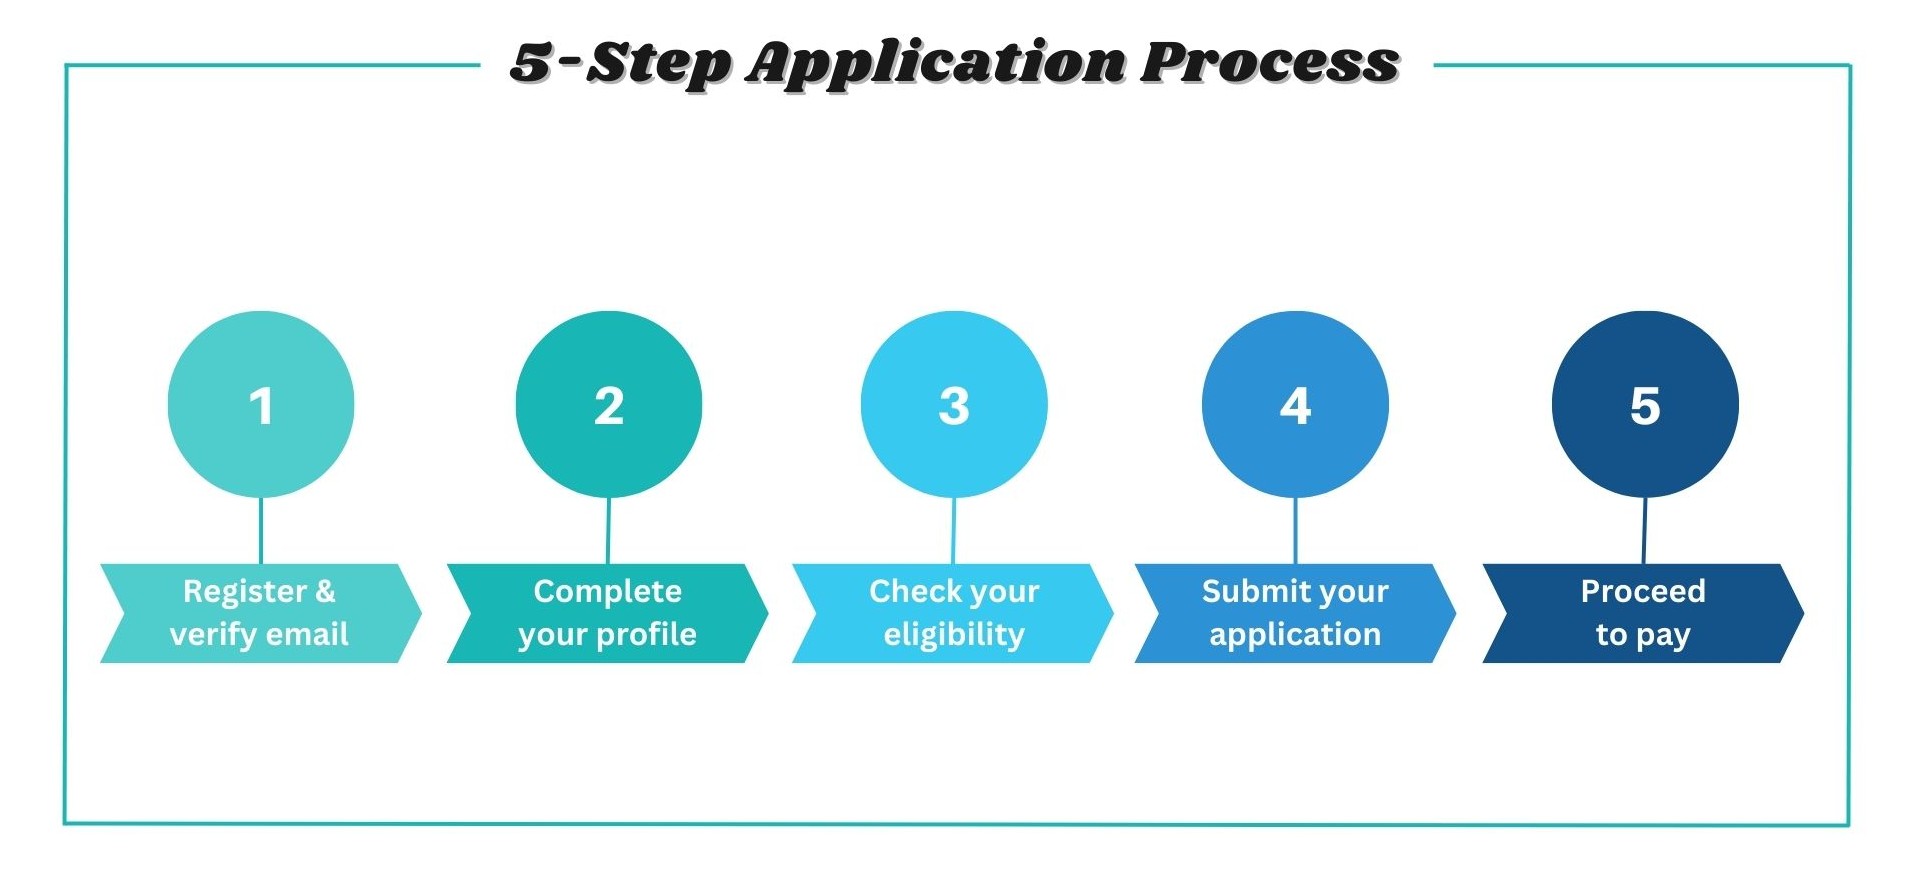 5-Step Application Process
1
Register &
verify email
2
Complete
your profile
3
Check your
eligibility
4
Submit your
application
5
Proceed
to pay